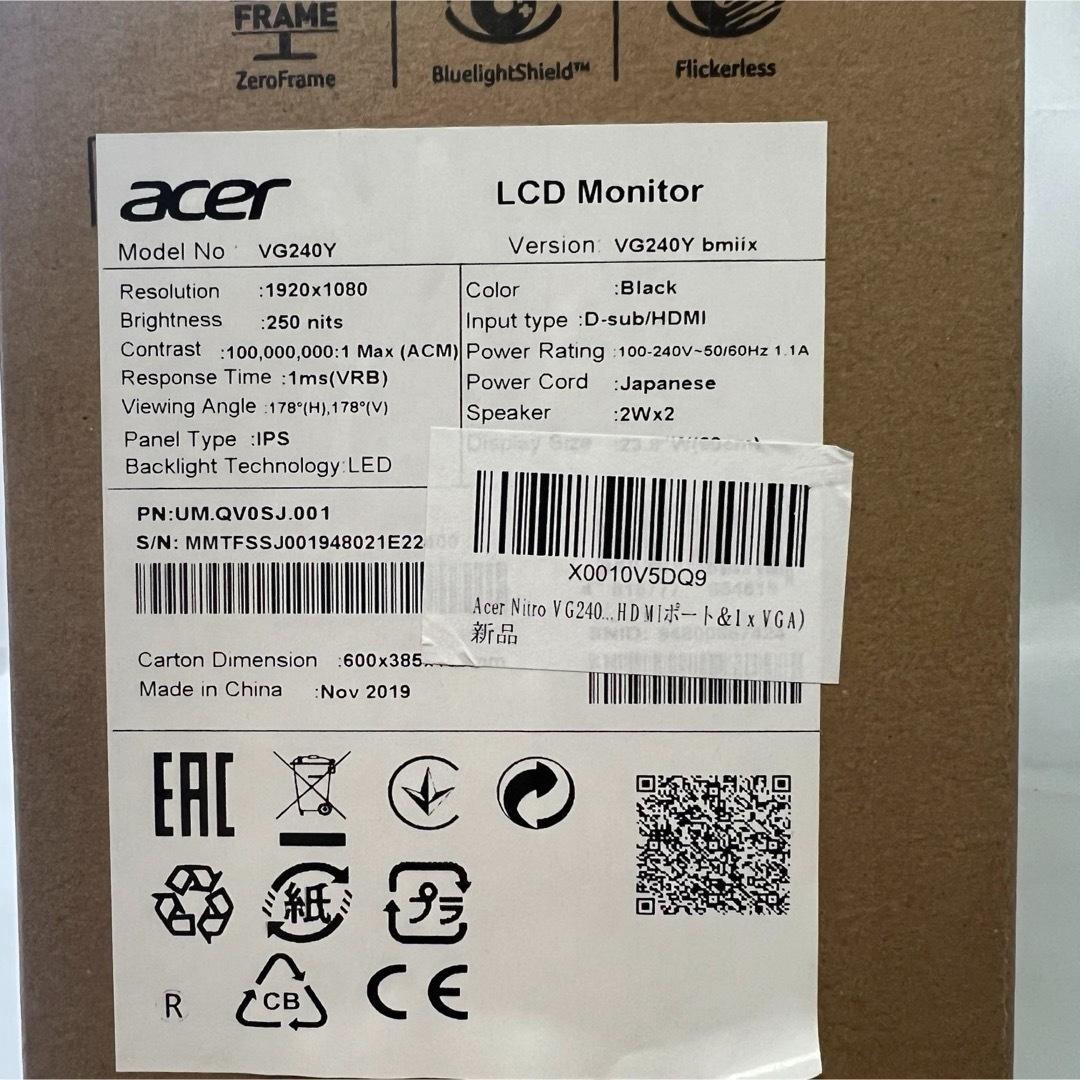 FRAME
ZeroFrame
BluelightShield™
Flickerless
acer
LCD Monitor
Model No VG240Y
Version: VG240Y bmiix
Resolution :1920x1080
Brightness :250 nits
Contrast :100,000,000:1 Max (ACM)
Response Time :1ms(VRB)
Viewing Angle :178°(H),178°(V)
Panel Type :IPS
Backlight Technology:LED
Color :Black
Input type :D-sub/HDMI
Power Rating :100-240V~50/60Hz 1.1A
Power Cord :Japanese
Speaker :2Wx2
Display Size
PN:UM.QV0SJ.001
S/N: MMTFSSJ001948021E22
X0010V5DQ9
Acer Nitro VG240...HDMIポート&1 x VGA)
新品
Carton Dimension :600x385
Made in China :Nov 2019
EAC
紙
プラ
R
CB
CE